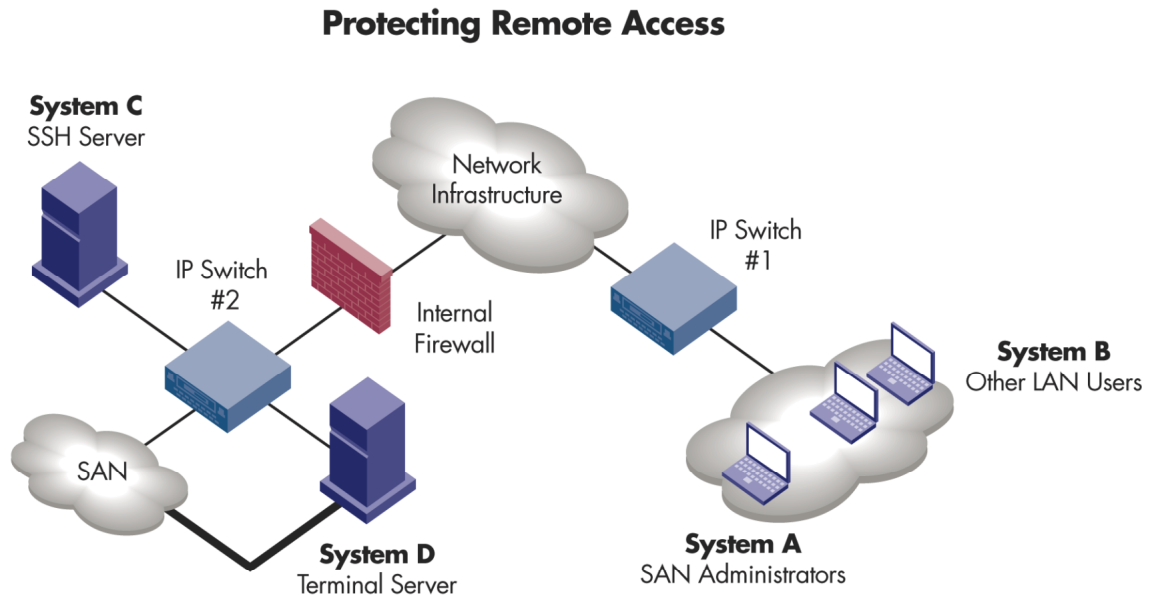 Protecting Remote Access
System C
SSH Server
Network
Infrastructure
IP Switch
#1
IP Switch
#2
Internal
Firewall
System B
Other LAN Users
SAN
System D
Terminal Server
System A
SAN Administrators